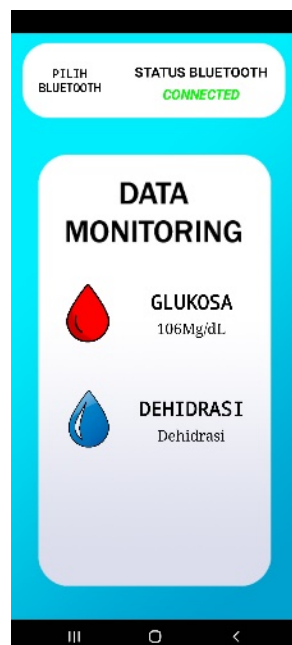 PILIH
BLUETOOTH
STATUS BLUETOOTH
CONNECTED
DATA
MONITORING
GLUKOSA
106Mg/dL
DEHIDRASI
Dehidrasi